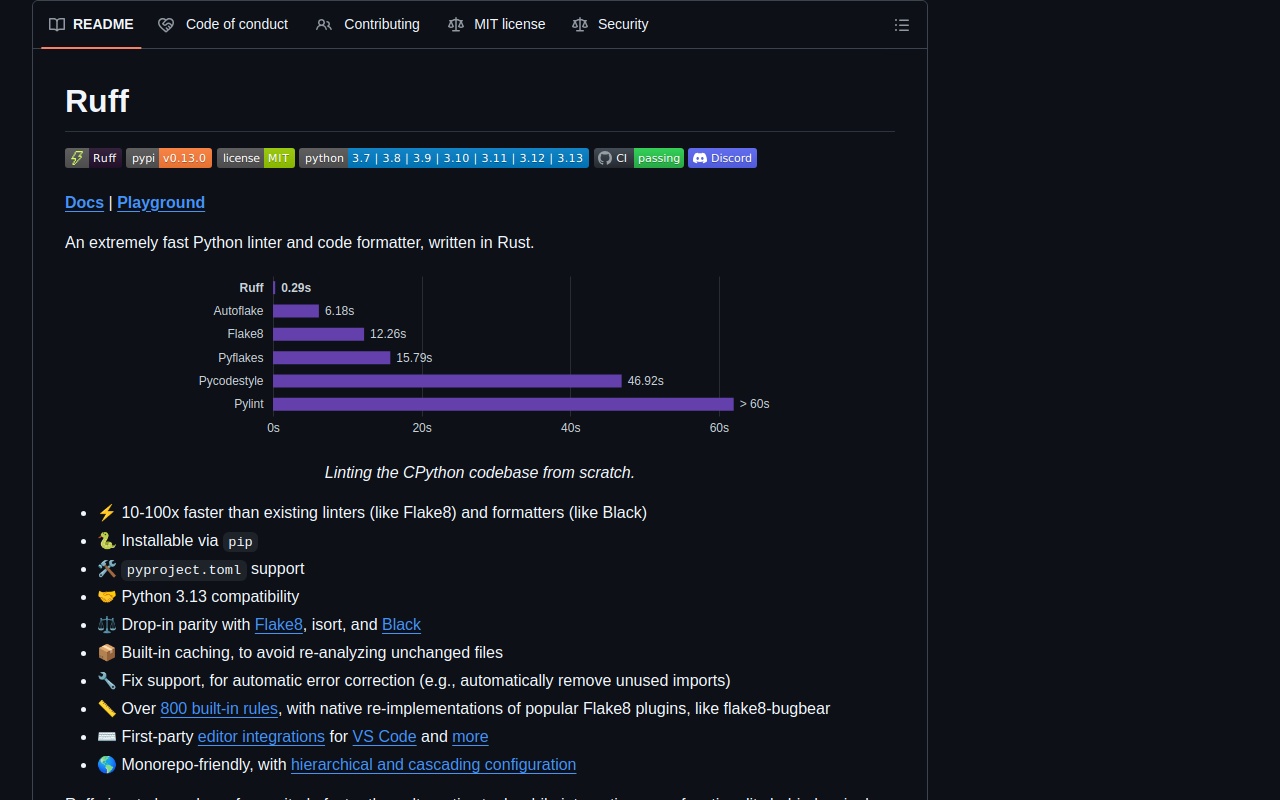 README Code of conduct Contributing MIT license Security
Ruff
Ruff pypi v0.13.0 license MIT python 3.7 | 3.8 | 3.9 | 3.10 | 3.11 | 3.12 | 3.13 CI passing Discord
Docs | Playground
An extremely fast Python linter and code formatter, written in Rust.
Ruff 0.29s
Autoflake 6.18s
Flake8 12.26s
Pyflakes 15.79s
Pycodestyle 46.92s
Pylint > 60s
0s 20s 40s 60s
Linting the CPython codebase from scratch.
• ⚡ 10-100x faster than existing linters (like Flake8) and formatters (like Black)
• 🐍 Installable via pip
• 🛠️ pyproject.toml support
• 🤝 Python 3.13 compatibility
• ⚖️ Drop-in parity with Flake8, isort, and Black
• 📦 Built-in caching, to avoid re-analyzing unchanged files
• 🔧 Fix support, for automatic error correction (e.g., automatically remove unused imports)
• 📏 Over 800 built-in rules, with native re-implementations of popular Flake8 plugins, like flake8-bugbear
• ⌨️ First-party editor integrations for VS Code and more
• 🌎 Monorepo-friendly, with hierarchical and cascading configuration